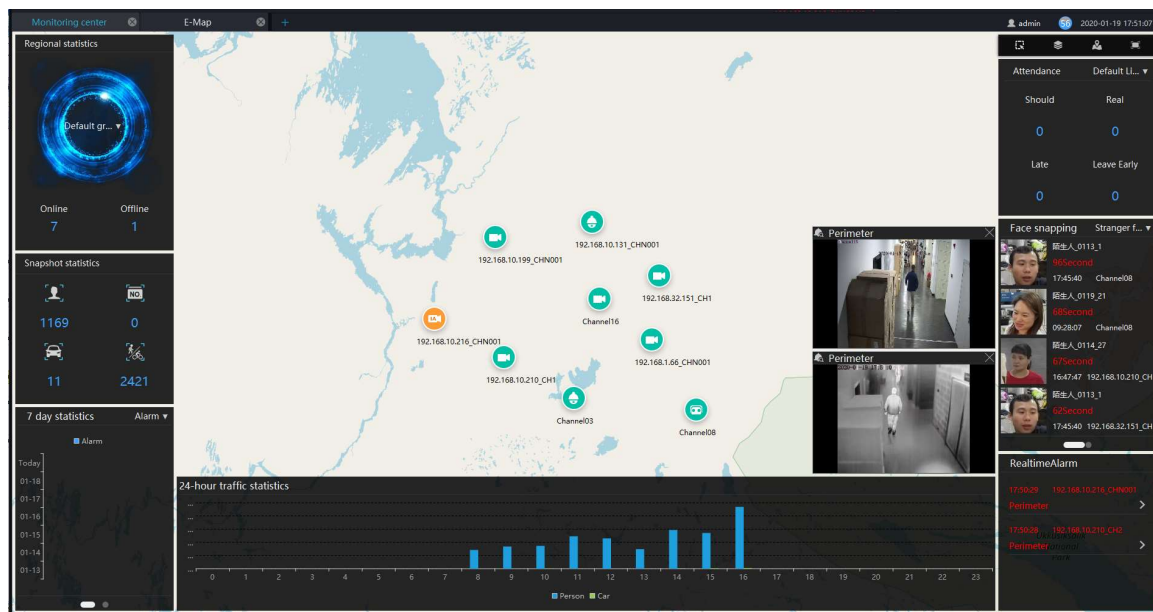 Monitoring center
E-Map
+
admin
56
2020-01-19 17:51:07
Regional statistics
Default gr...
Online
Offline
7
1
Snapshot statistics
NO
1169
0
11
2421
7 day statistics
Alarm
Alarm
Today
01-18
01-17
01-16
01-15
01-14
01-13
192.168.10.131_CHN001
192.168.10.199_CHN001
192.168.32.151_CH1
Channel16
192.168.10.216_CHN001
192.168.1.66_CHN001
192.168.10.210_CH1
Channel03
Channel08
Perimeter
Perimeter
24-hour traffic statistics
...
...
...
...
...
...
0 1 2 3 4 5 6 7 8 9 10 11 12 13 14 15 16 17 18 19 20 21 22 23
Person Car
Attendance
Default Li...
Should
Real
0
0
Late
Leave Early
0
0
Face snapping
Stranger f...
陌生人_0113_1
96Second
17:45:40 Channel08
陌生人_0119_21
68Second
09:28:07 Channel08
陌生人_0114_27
67Second
16:47:47 192.168.10.210_CH
陌生人_0113_1
62Second
17:45:40 192.168.32.151_CH
RealtimeAlarm
17:50:29 192.168.10.216_CHN001
Perimeter
17:50:28 192.168.10.210_CH2
Perimeter